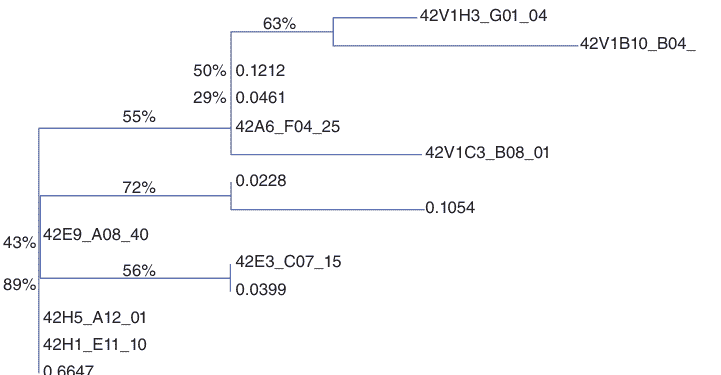 63%
42V1H3_G01_04
42V1B10_B04_
50% 0.1212
29% 0.0461
55%
42A6_F04_25
42V1C3_B08_01
72%
0.0228
0.1054
42E9_A08_40
43%
42E3_C07_15
56%
89%
0.0399
42H5_A12_01
42H1_E11_10
0.6647